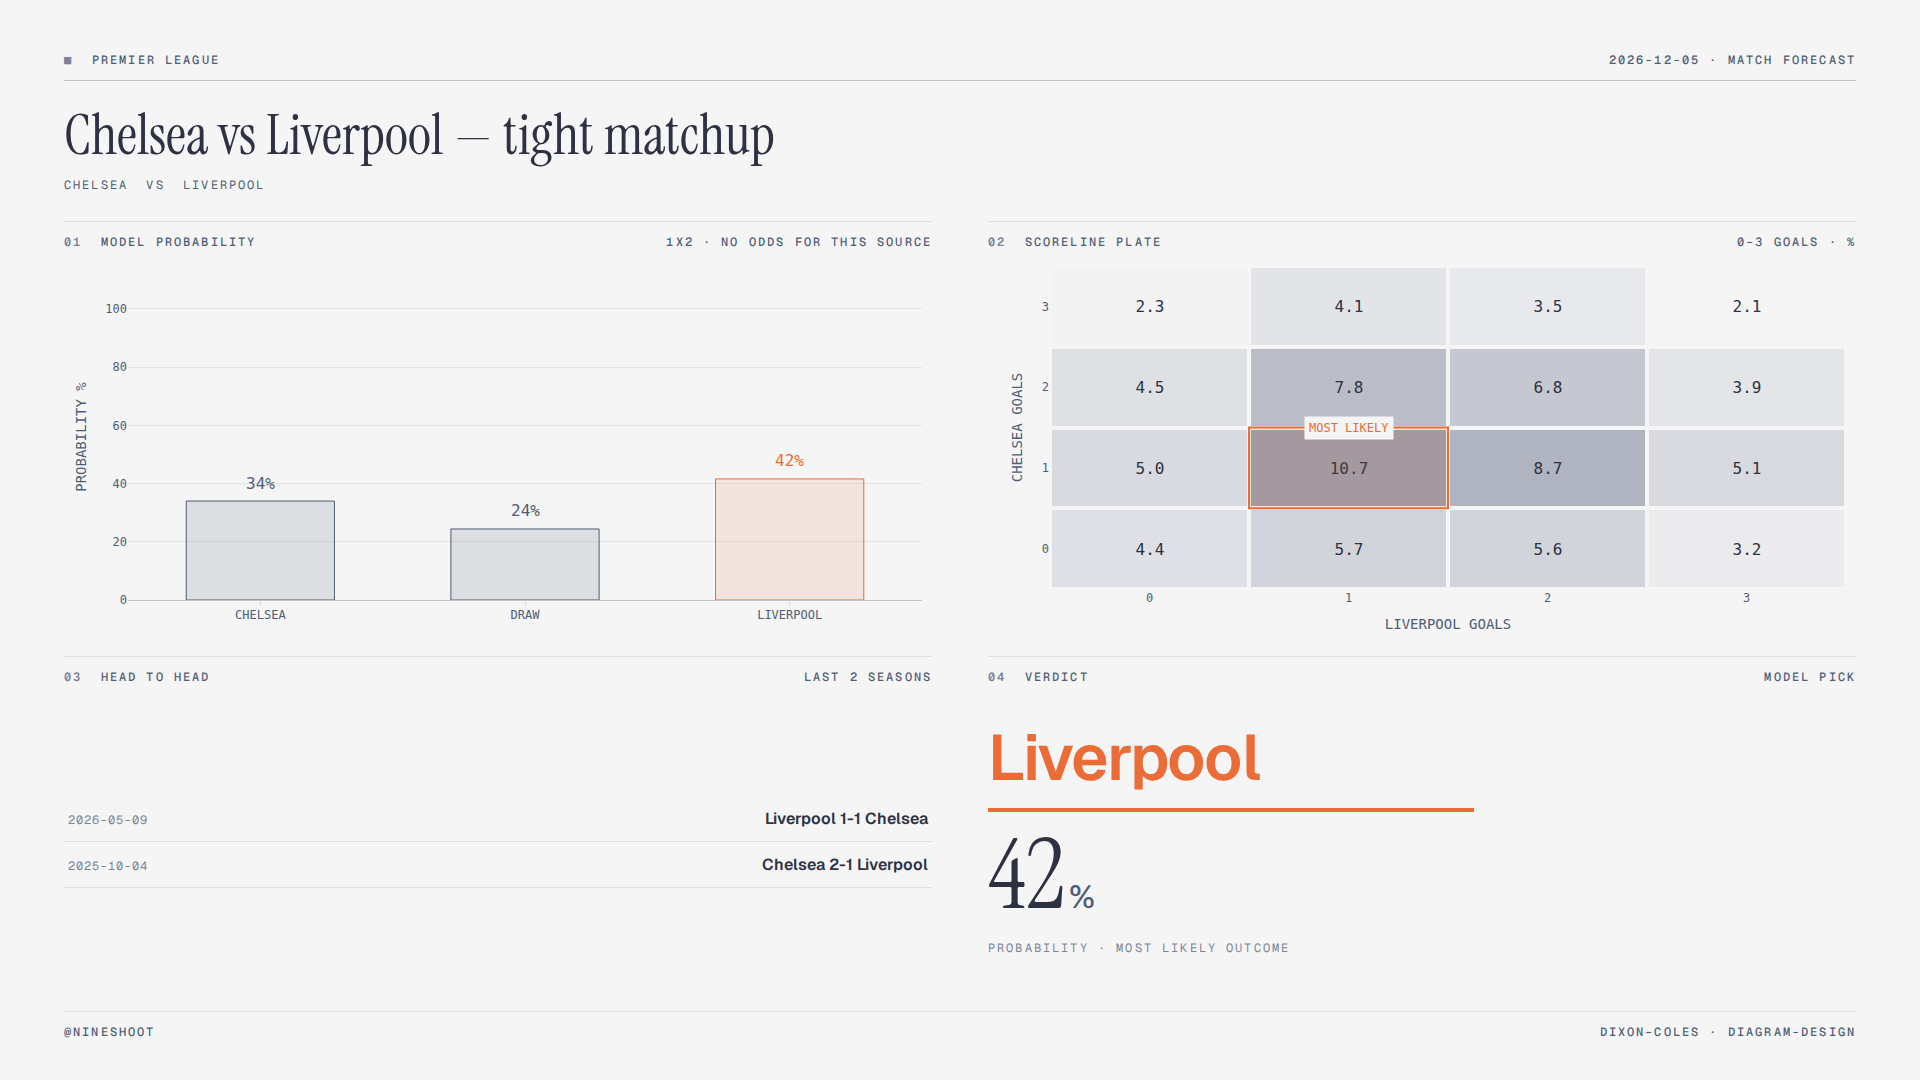 PREMIER LEAGUE
2026-12-05 · MATCH FORECAST
Chelsea vs Liverpool — tight matchup
CHELSEA VS LIVERPOOL
01 MODEL PROBABILITY
1X2 · NO ODDS FOR THIS SOURCE
PROBABILITY %
100
80
60
40
20
0
34%
24%
42%
CHELSEA
DRAW
LIVERPOOL
02 SCORELINE PLATE
0-3 GOALS · %
CHELSEA GOALS
3 2.3 4.1 3.5 2.1
2 4.5 7.8 6.8 3.9
MOST LIKELY
1 5.0 10.7 8.7 5.1
0 4.4 5.7 5.6 3.2
0 1 2 3
LIVERPOOL GOALS
03 HEAD TO HEAD
LAST 2 SEASONS
2026-05-09 Liverpool 1-1 Chelsea
2025-10-04 Chelsea 2-1 Liverpool
04 VERDICT
MODEL PICK
Liverpool
42%
PROBABILITY · MOST LIKELY OUTCOME
@NINESHOOT
DIXON-COLES · DIAGRAM-DESIGN